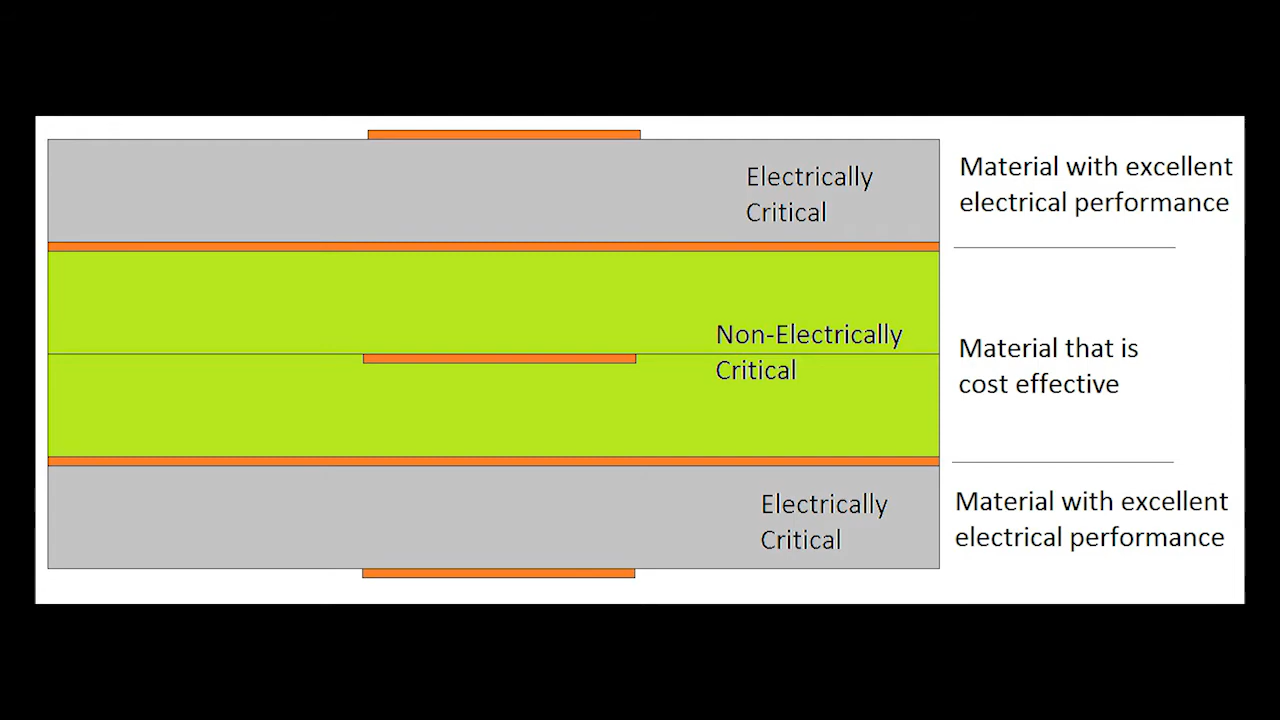 Electrically
Critical
Material with excellent
electrical performance
Non-Electrically
Critical
Material that is
cost effective
Electrically
Critical
Material with excellent
electrical performance